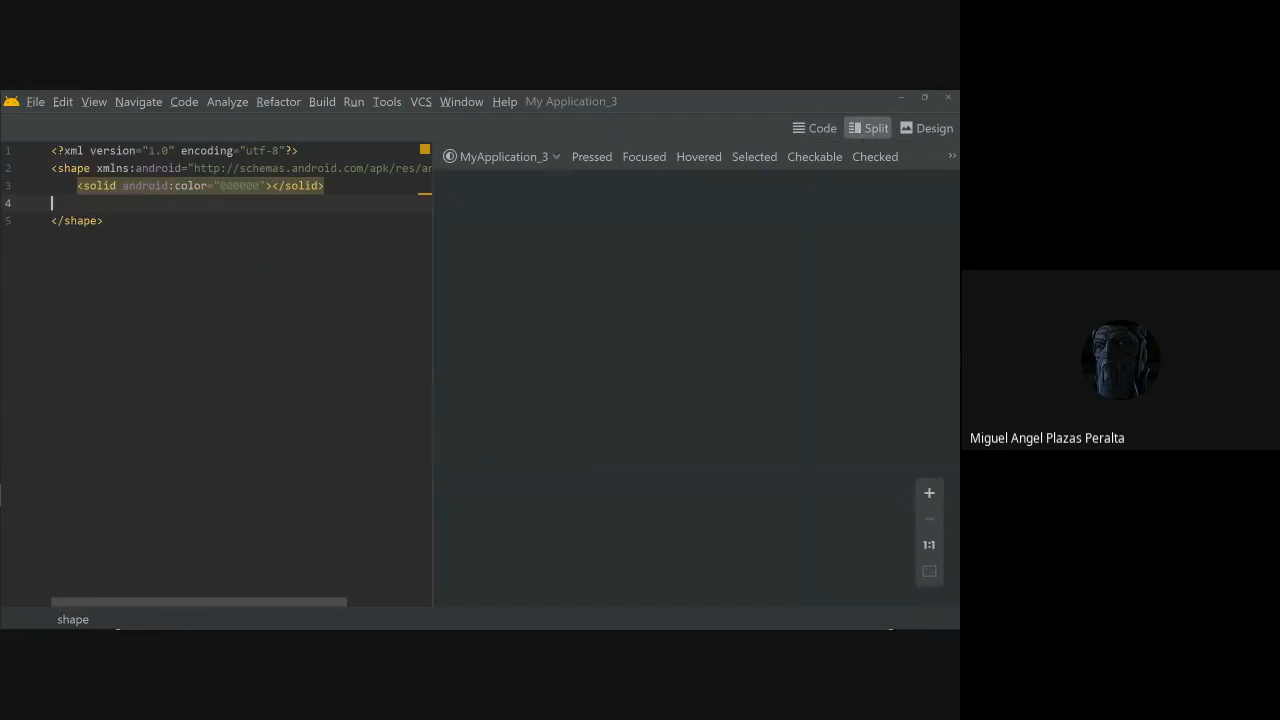 File Edit View Navigate Code Analyze Refactor Build Run Tools VCS Window Help My Application_3
Code Split Design
MyApplication_3 Pressed Focused Hovered Selected Checkable Checked
1 <?xml version="1.0" encoding="utf-8"?>
2 <shape xmlns:android="http://schemas.android.com/apk/res/an
3 <solid android:color="000000"></solid>
4
5 </shape>
1:1
shape
Miguel Angel Plazas Peralta